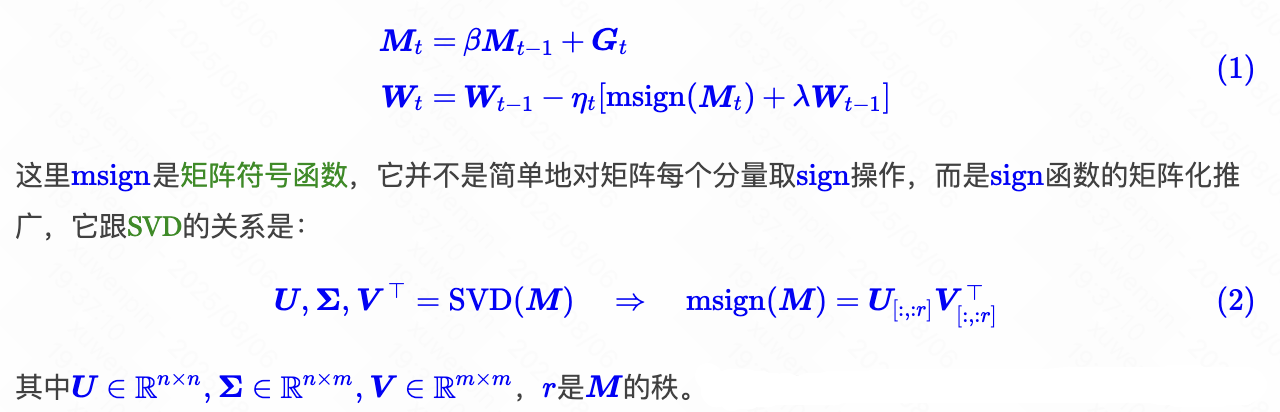 $\boldsymbol{M}_t = \beta \boldsymbol{M}_{t-1} + \boldsymbol{G}_t$
$\boldsymbol{W}_t = \boldsymbol{W}_{t-1} - \eta_t [\text{msign}(\boldsymbol{M}_t) + \lambda \boldsymbol{W}_{t-1}]$ (1)
这里msign是矩阵符号函数，它并不是简单地对矩阵每个分量取sign操作，而是sign函数的矩阵化推
广，它跟SVD的关系是：
$\boldsymbol{U}, \boldsymbol{\Sigma}, \boldsymbol{V}^\top = \text{SVD}(\boldsymbol{M}) \quad \Rightarrow \quad \text{msign}(\boldsymbol{M}) = \boldsymbol{U}_{[:,:r]} \boldsymbol{V}_{[:,:r]}^\top$ (2)
其中$\boldsymbol{U} \in \mathbb{R}^{n \times n}, \boldsymbol{\Sigma} \in \mathbb{R}^{n \times m}, \boldsymbol{V} \in \mathbb{R}^{m \times m}$，$r$是$\boldsymbol{M}$的秩。